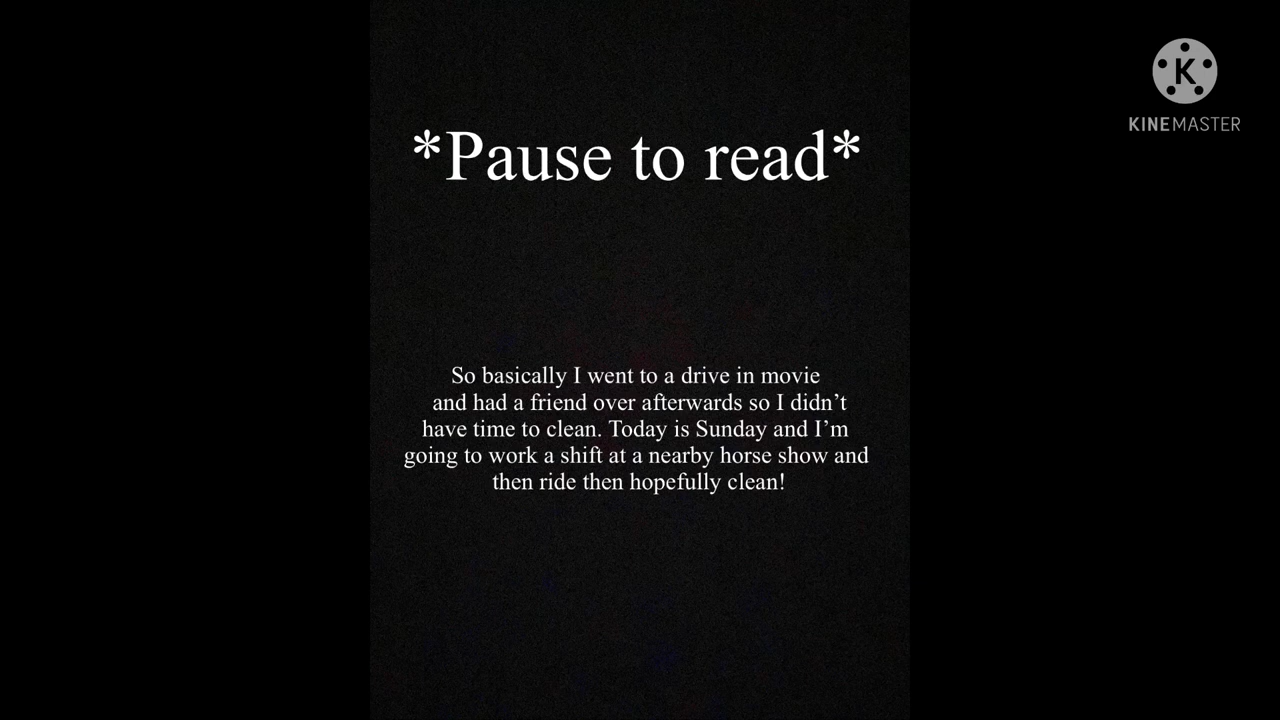 *Pause to read*
So basically I went to a drive in movie
and had a friend over afterwards so I didn’t
have time to clean. Today is Sunday and I’m
going to work a shift at a nearby horse show and
then ride then hopefully clean!
K
KINEMASTER